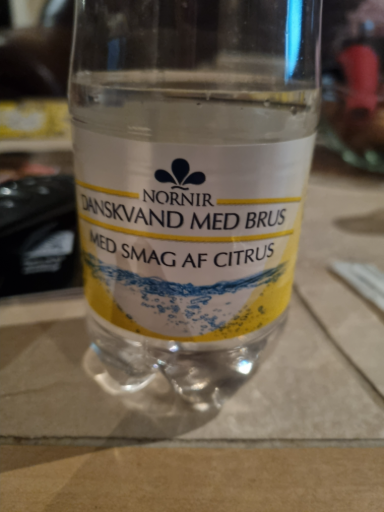 NORNIR
DANSKVAND MED BRUS
MED SMAG AF CITRUS